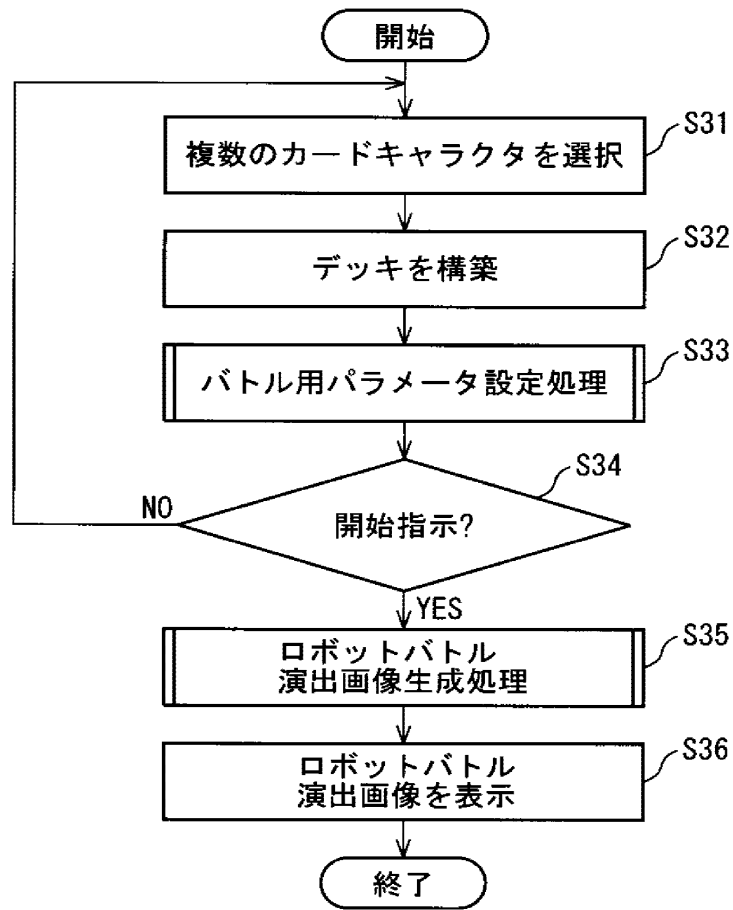 開始
複数のカードキャラクタを選択
S31
デッキを構築
S32
バトル用パラメータ設定処理
S33
開始指示?
S34
NO
YES
ロボットバトル
演出画像生成処理
S35
ロボットバトル
演出画像を表示
S36
終了